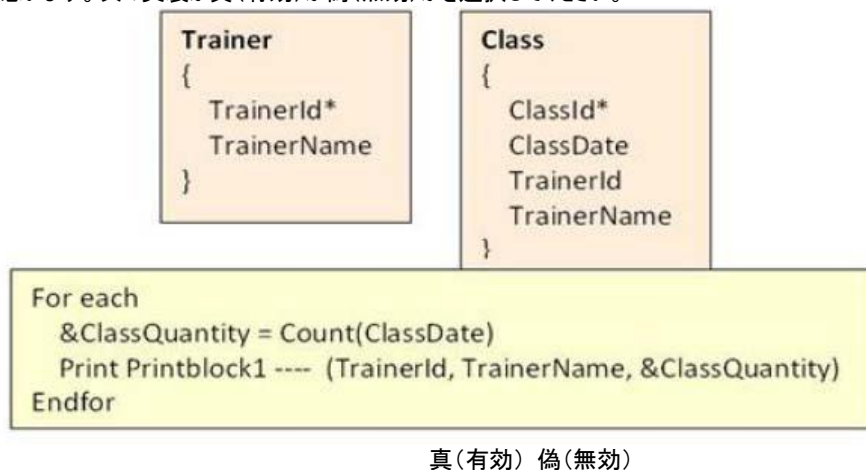 Trainer
{
TrainerId*
TrainerName
}
Class
{
ClassId*
ClassDate
TrainerId
TrainerName
}
For each
&ClassQuantity = Count(ClassDate)
Print Printblock1 ---- (TrainerId, TrainerName, &ClassQuantity)
Endfor
真(有効) 偽(無効)